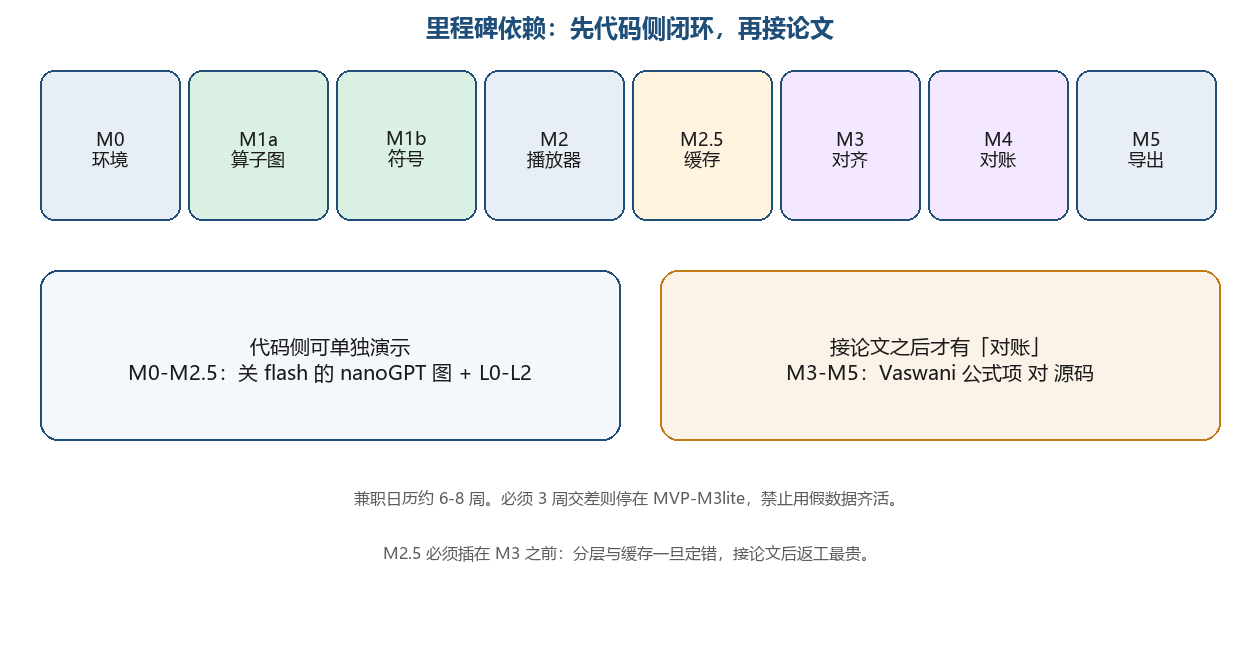 里程碑依赖：先代码侧闭环，再接论文
M0
环境
M1a
算子图
M1b
符号
M2
播放器
M2.5
缓存
M3
对齐
M4
对账
M5
导出
代码侧可单独演示
M0-M2.5：关 flash 的 nanoGPT 图 + L0-L2
接论文之后才有「对账」
M3-M5：Vaswani 公式项 对 源码
兼职日历约 6-8 周。必须 3 周交差则停在 MVP-M3lite，禁止用假数据齐活。
M2.5 必须插在 M3 之前：分层与缓存一旦定错，接论文后返工最贵。